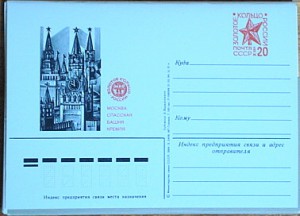 МОСКВА
СПАССКАЯ
БАШНЯ
КРЕМЛЯ
ЗОЛОТОЕ КОЛЬЦО РОССИИ
ПОЧТА
СССР 20
Куда
Кому
Индекс предприятия связи и адрес
отправителя
Индекс предприятия связи места назначения